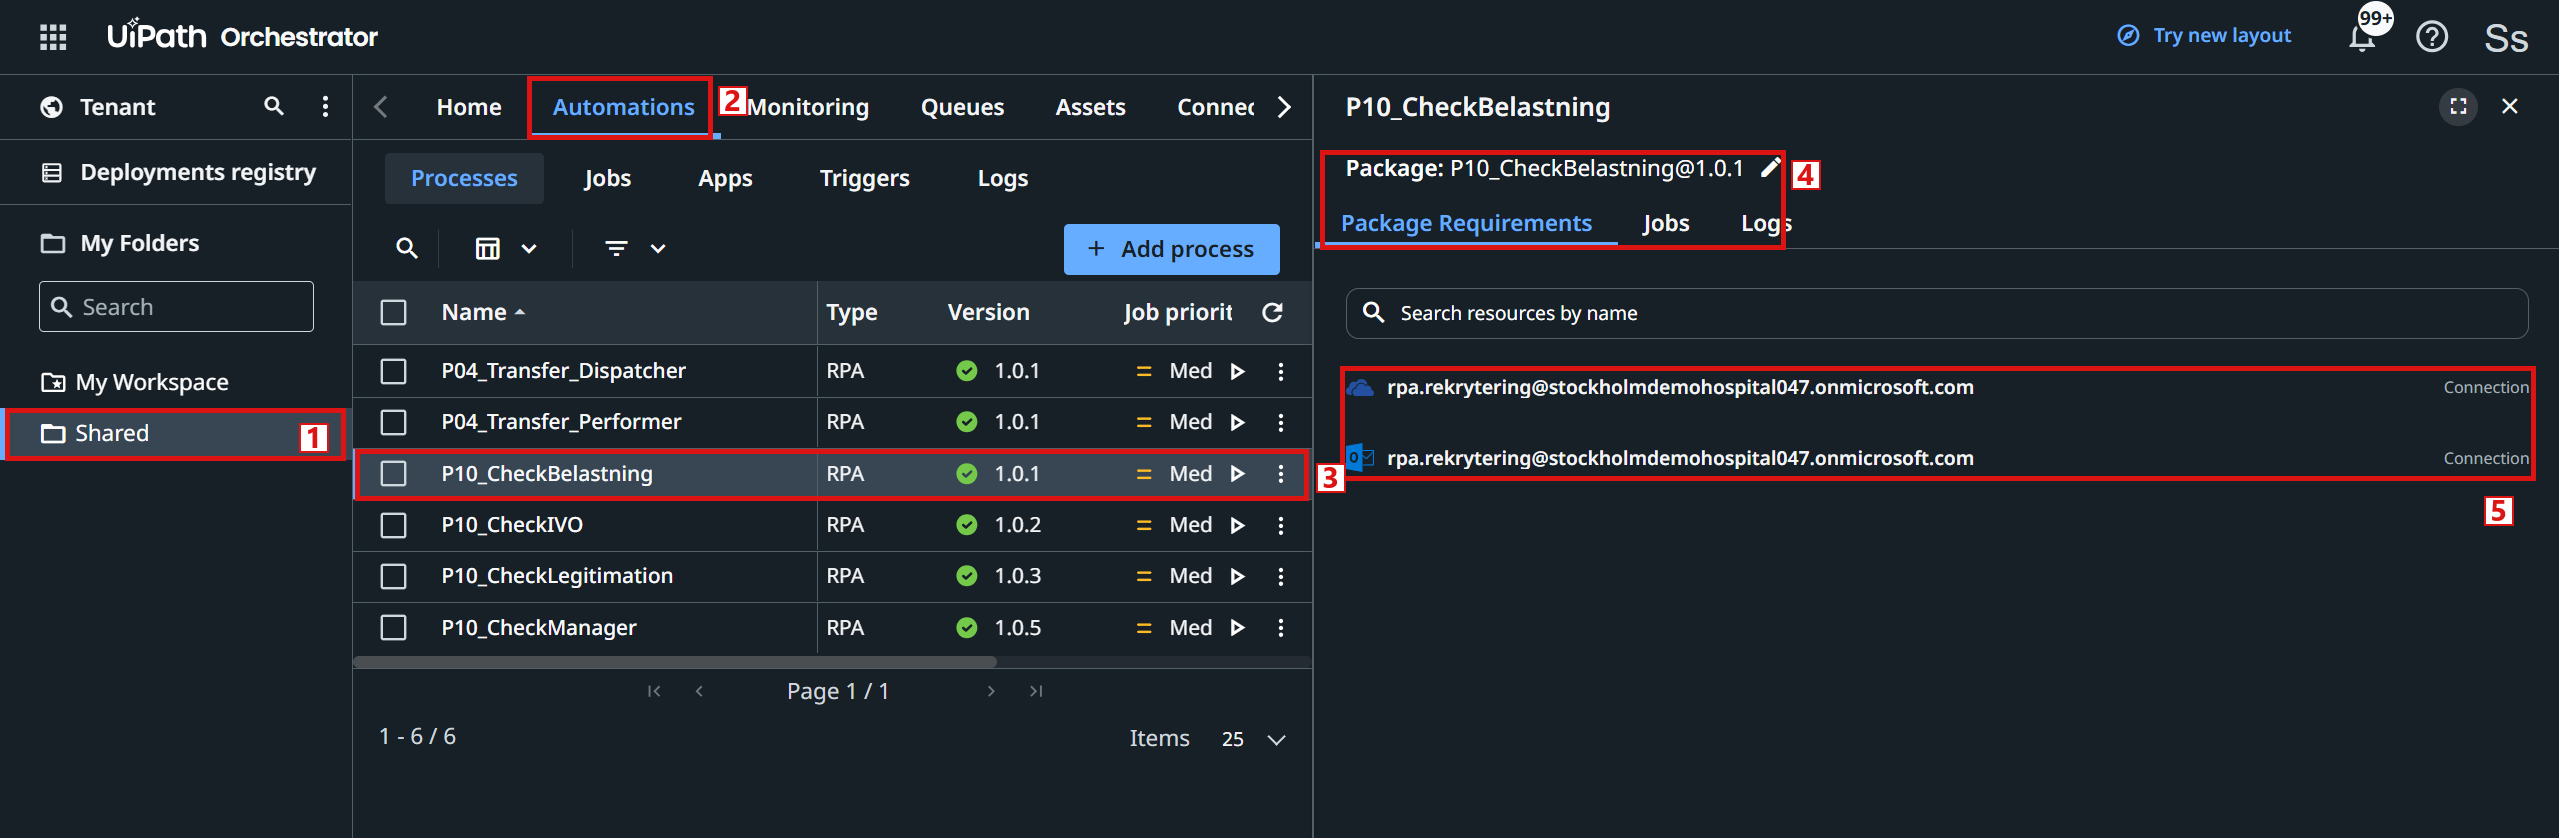 UiPath Orchestrator
Try new layout
99+
Ss
Tenant
Deployments registry
My Folders
Search
My Workspace
Shared
1
Home
Automations
2
Monitoring
Queues
Assets
Connec
Processes
Jobs
Apps
Triggers
Logs
+ Add process
Name
Type
Version
Job priorit
P04_Transfer_Dispatcher RPA 1.0.1 Med
P04_Transfer_Performer RPA 1.0.1 Med
P10_CheckBelastning RPA 1.0.1 Med
3
P10_CheckIVO RPA 1.0.2 Med
P10_CheckLegitimation RPA 1.0.3 Med
P10_CheckManager RPA 1.0.5 Med
Page 1 / 1
1 - 6 / 6
Items 25
P10_CheckBelastning
Package: P10_CheckBelastning@1.0.1
4
Package Requirements
Jobs
Logs
Search resources by name
rpa.rekrytering@stockholmdemohospital047.onmicrosoft.com Connection
rpa.rekrytering@stockholmdemohospital047.onmicrosoft.com Connection
5